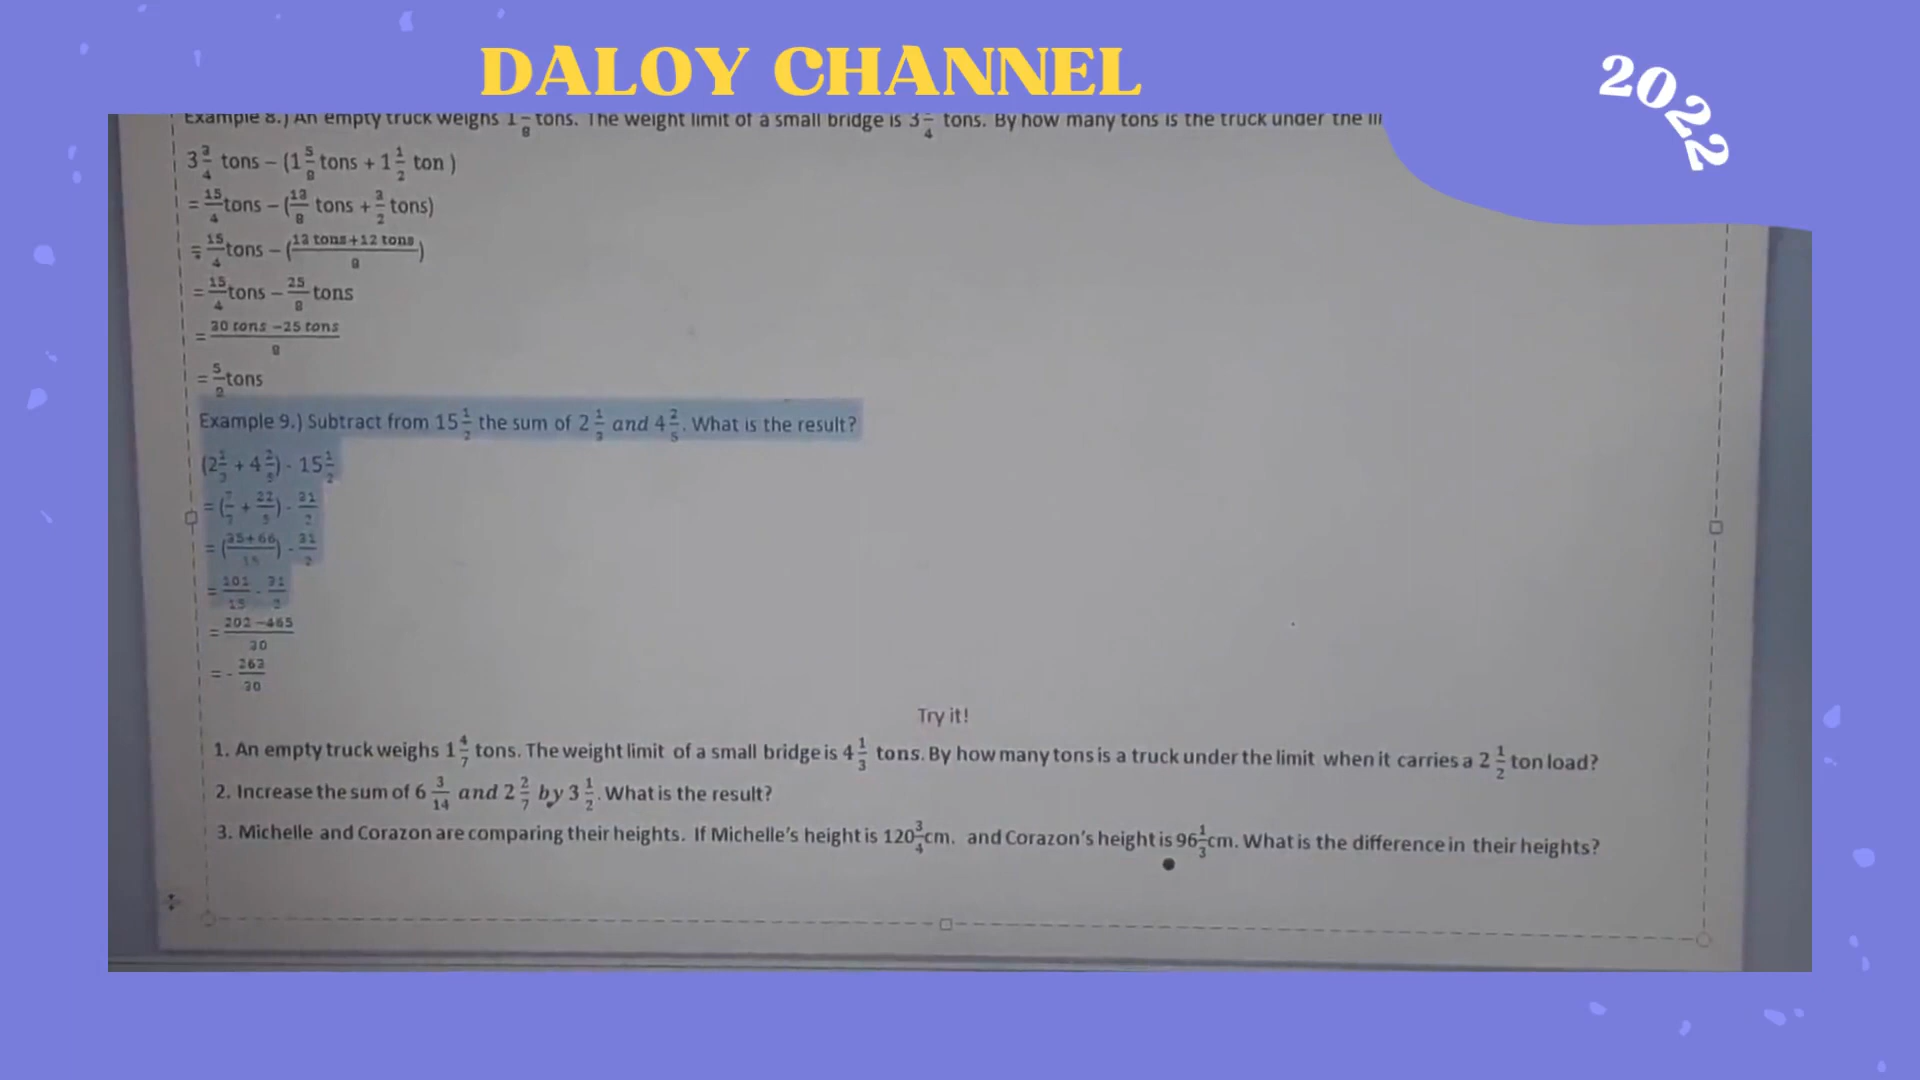 DALOY CHANNEL
2022
Example 8.) An empty truck weighs 1 5/8 tons. The weight limit of a small bridge is 3 3/4 tons. By how many tons is the truck under the
3 3/4 tons – (1 5/8 tons + 1 1/2 ton )
= 15/4 tons – (13/8 tons + 3/2 tons)
= 15/4 tons – (13 tons+12 tons/8)
= 15/4 tons – 25/8 tons
= 30 tons –25 tons/8
= 5/8 tons
Example 9.) Subtract from 15 1/2 the sum of 2 1/3 and 4 2/5. What is the result?
(2 1/3 + 4 2/5) - 15 1/2
= (7/3 + 22/5) - 31/2
= (35+66/15) - 31/2
= 101/15 - 31/2
= 202 –465/30
= - 263/30
Try it!
1. An empty truck weighs 1 4/7 tons. The weight limit of a small bridge is 4 1/3 tons. By how many tons is a truck under the limit when it carries a 2 1/2 ton load?
2. Increase the sum of 6 3/14 and 2 2/7 by 3 1/2. What is the result?
3. Michelle and Corazon are comparing their heights. If Michelle's height is 120 3/4 cm. and Corazon's height is 96 1/3 cm. What is the difference in their heights?